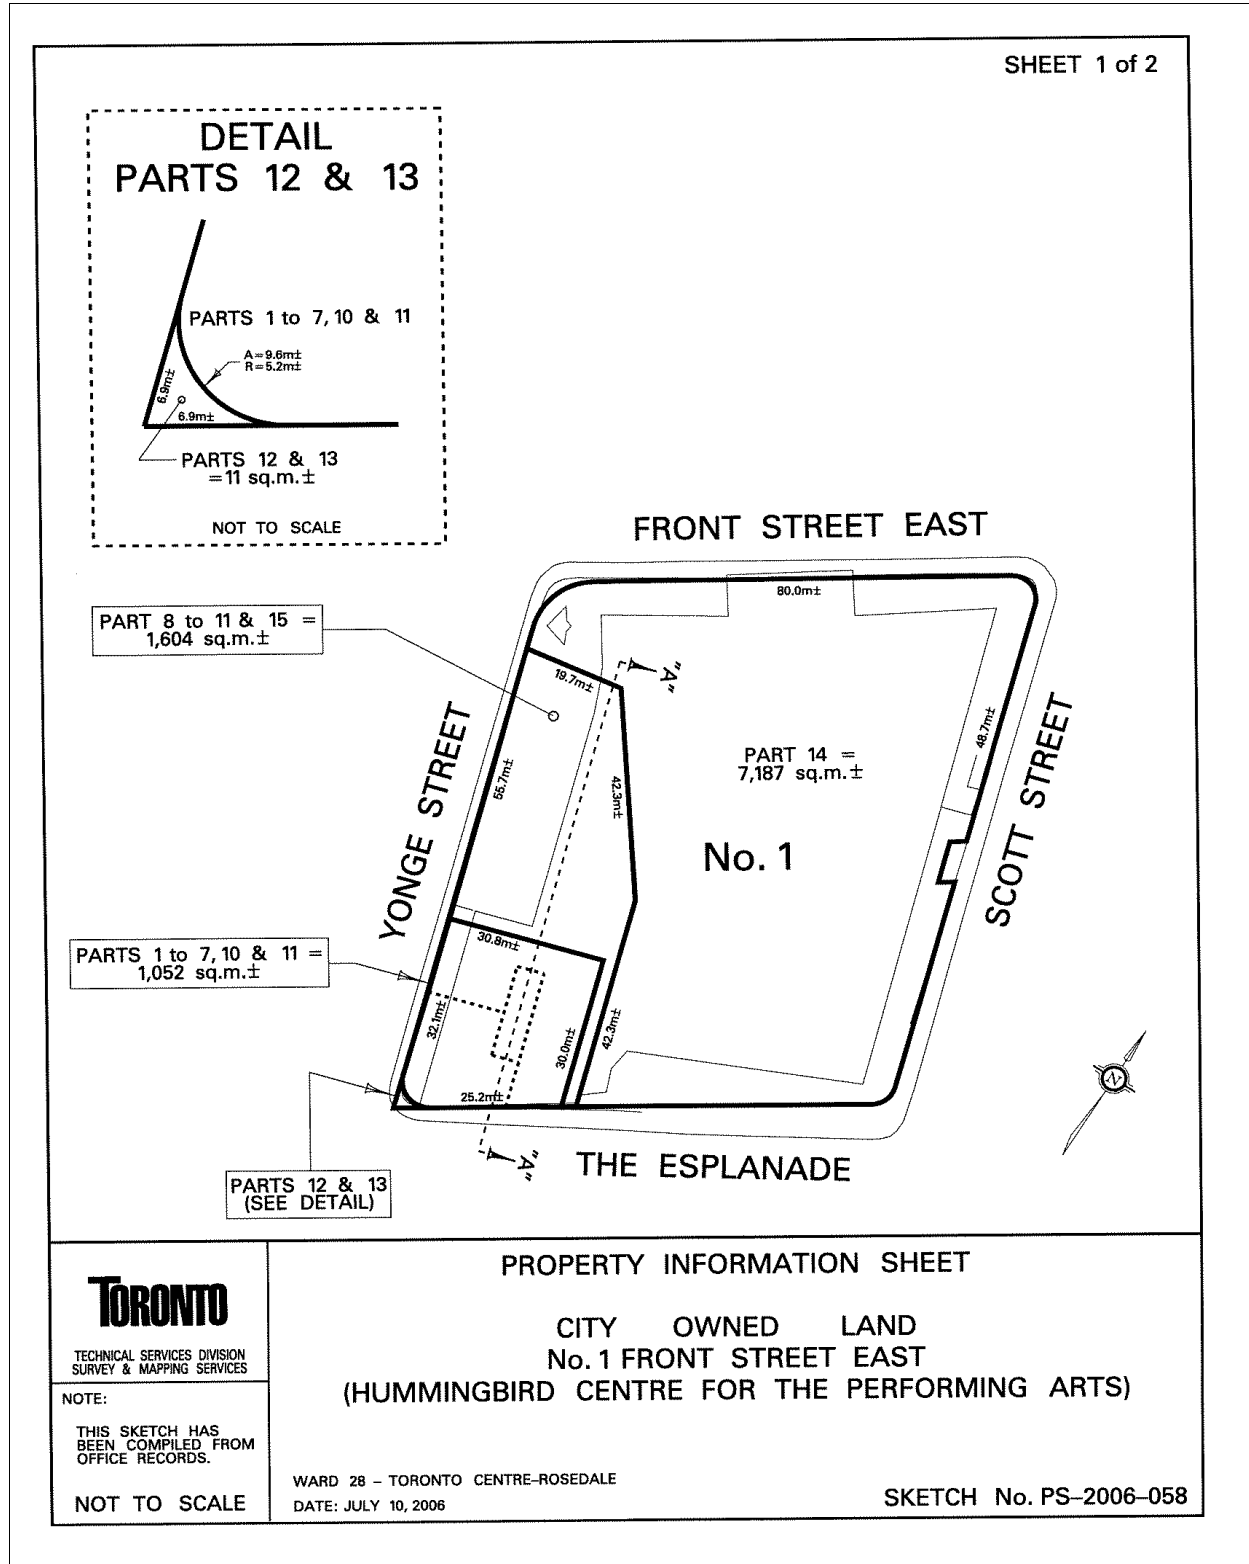 SHEET 1 of 2
DETAIL
PARTS 12 & 13
PARTS 1 to 7, 10 & 11
A=9.6m±
R=5.2m±
6.9m±
6.9m±
PARTS 12 & 13
=11 sq.m.±
NOT TO SCALE
FRONT STREET EAST
80.0m±
PART 8 to 11 & 15 =
1,604 sq.m.±
19.7m±
"A"
YONGE STREET
55.7m±
42.3m±
PART 14 =
7,187 sq.m.±
48.7m±
SCOTT STREET
No. 1
30.8m±
PARTS 1 to 7, 10 & 11 =
1,052 sq.m.±
32.1m±
30.0m±
42.3m±
25.2m±
N
"A"
THE ESPLANADE
PARTS 12 & 13
(SEE DETAIL)
TORONTO
TECHNICAL SERVICES DIVISION
SURVEY & MAPPING SERVICES
NOTE:
THIS SKETCH HAS
BEEN COMPILED FROM
OFFICE RECORDS.
NOT TO SCALE
PROPERTY INFORMATION SHEET
CITY OWNED LAND
No. 1 FRONT STREET EAST
(HUMMINGBIRD CENTRE FOR THE PERFORMING ARTS)
WARD 28 – TORONTO CENTRE–ROSEDALE
DATE: JULY 10, 2006
SKETCH No. PS–2006–058